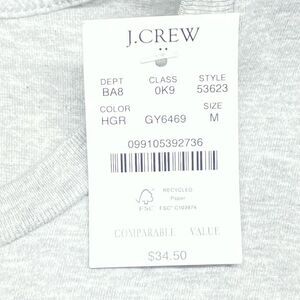 J.CREW
DEPT CLASS STYLE
BA8 0K9 53623
COLOR SIZE
HGR GY6469 M
099105392736
RECYCLED
Paper
FSC FSC®
COMPARABLE VALUE
$34.50